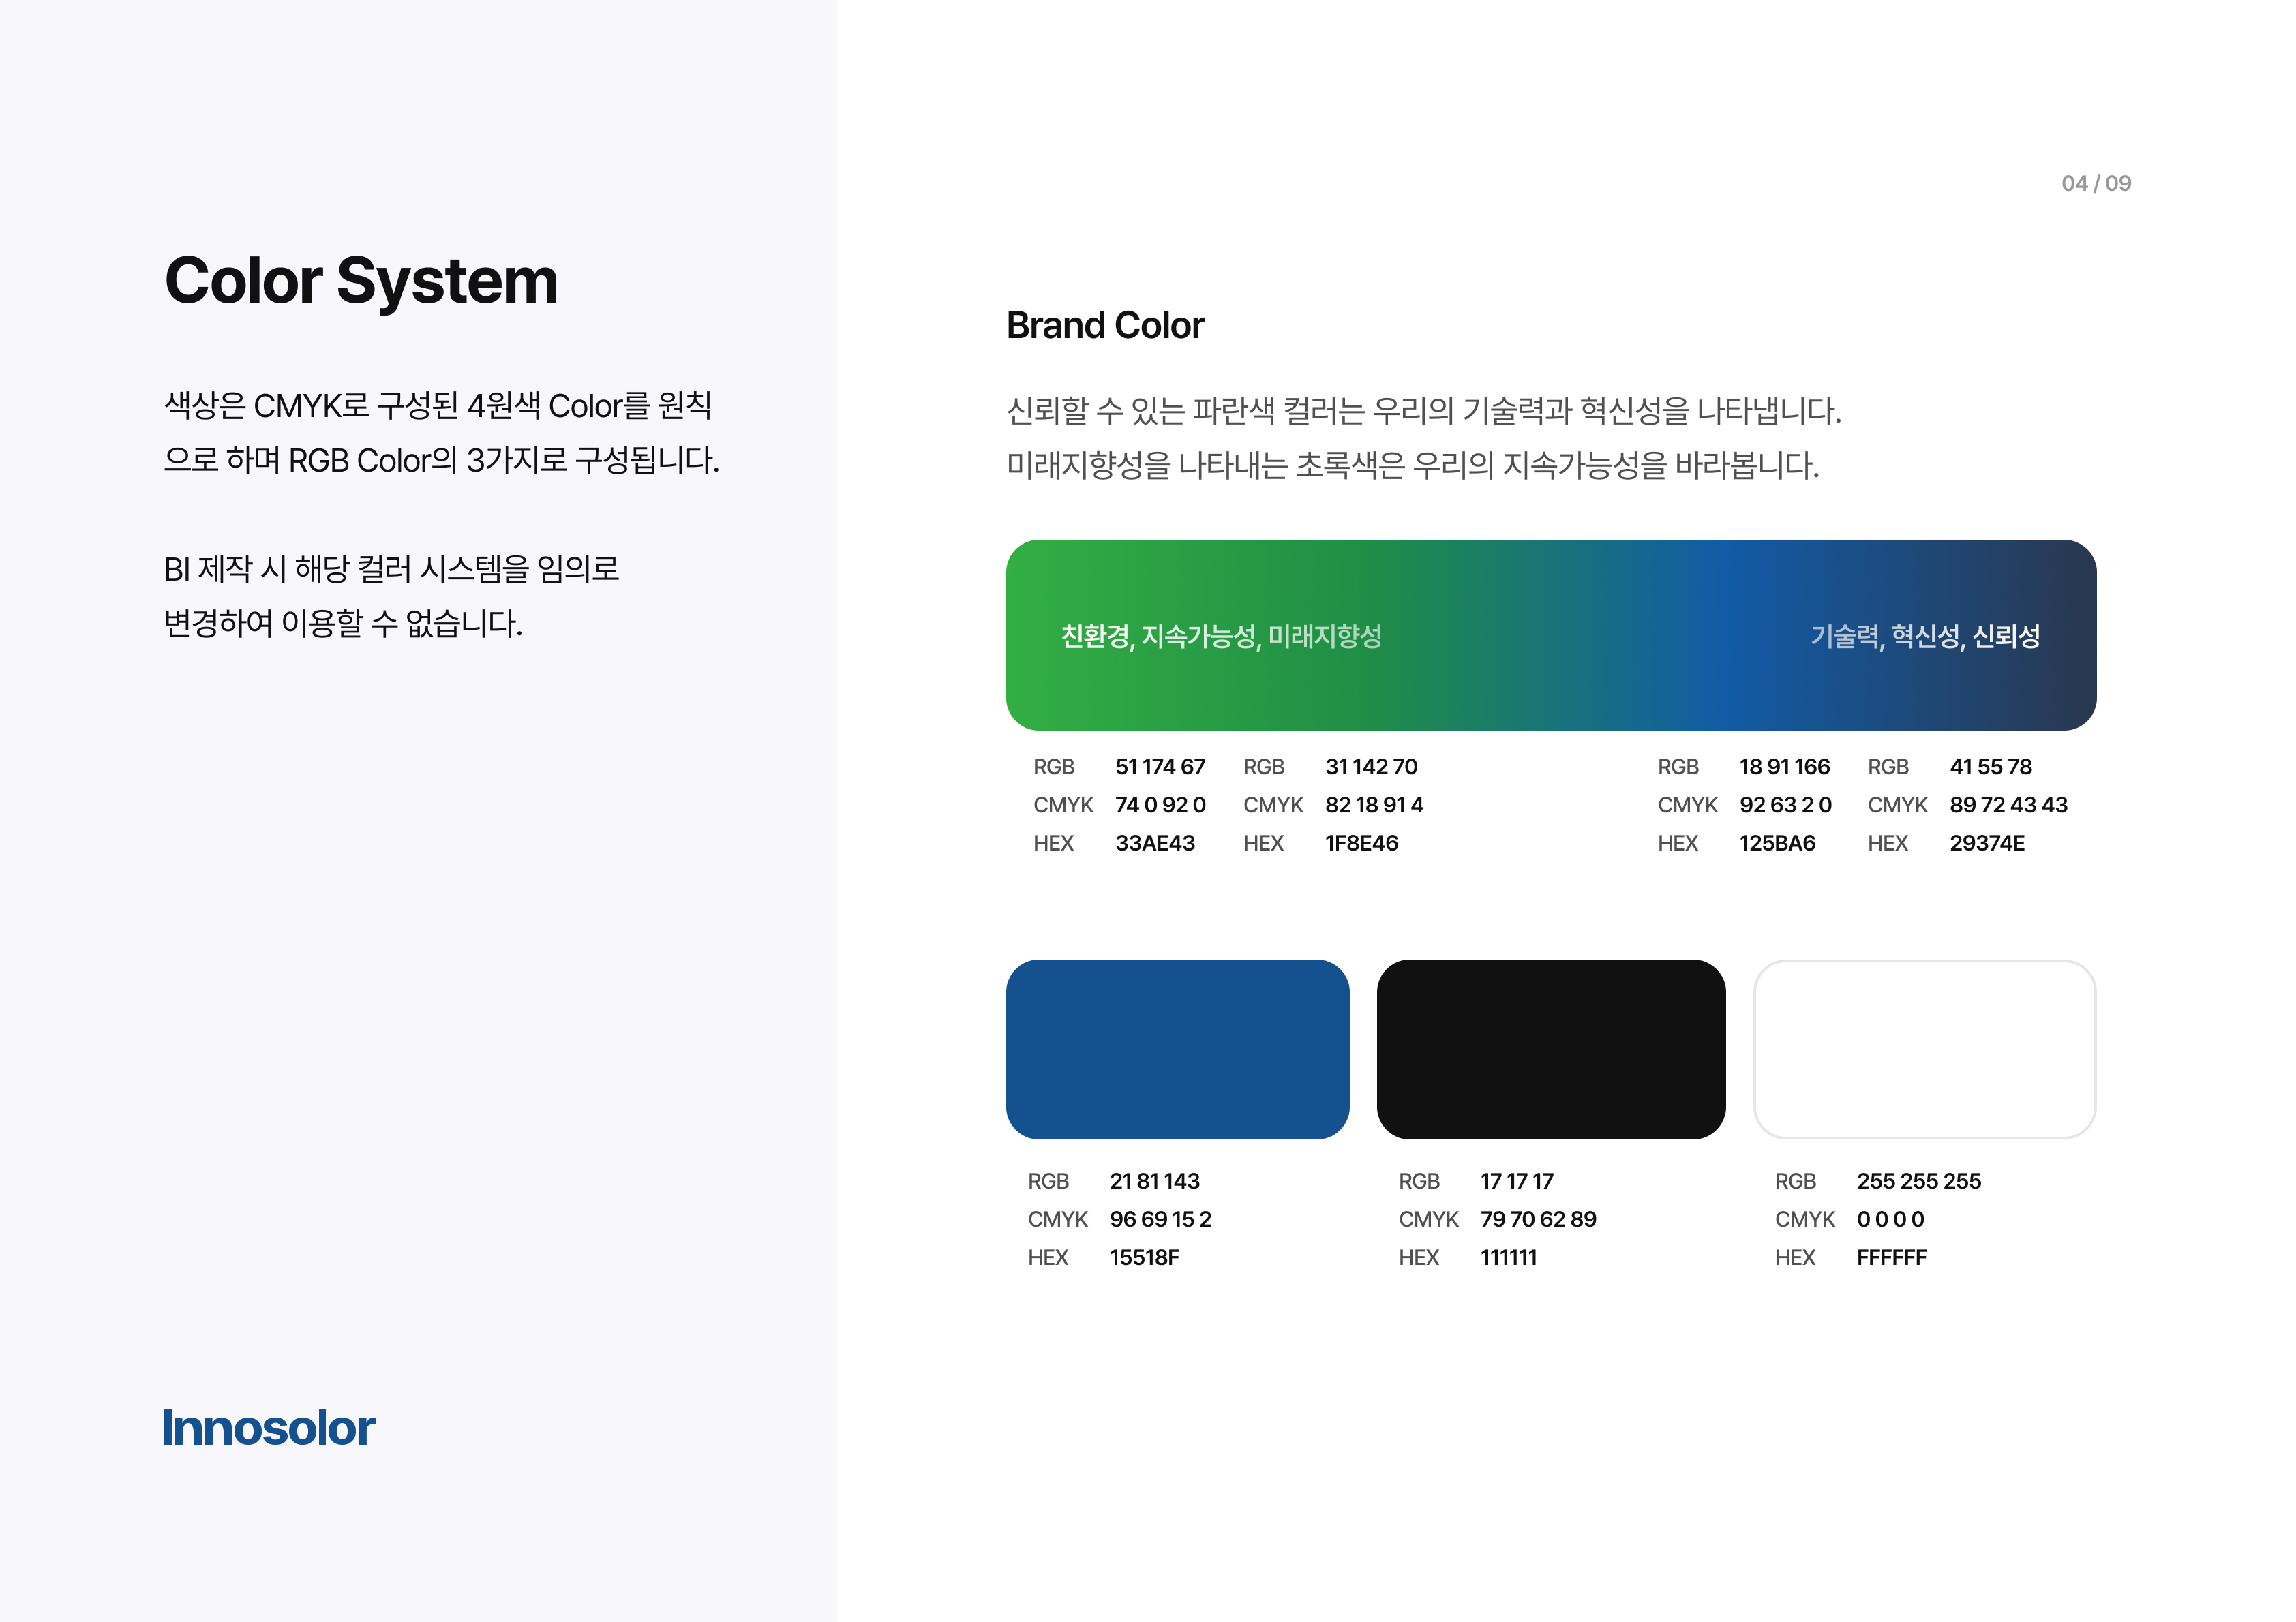 04 / 09
Color System
색상은 CMYK로 구성된 4원색 Color를 원칙
으로 하며 RGB Color의 3가지로 구성됩니다.
BI 제작 시 해당 컬러 시스템을 임의로
변경하여 이용할 수 없습니다.
Innosolor
Brand Color
신뢰할 수 있는 파란색 컬러는 우리의 기술력과 혁신성을 나타냅니다.
미래지향성을 나타내는 초록색은 우리의 지속가능성을 바라봅니다.
친환경, 지속가능성, 미래지향성 기술력, 혁신성, 신뢰성
RGB 51 174 67 RGB 31 142 70 RGB 18 91 166 RGB 41 55 78
CMYK 74 0 92 0 CMYK 82 18 91 4 CMYK 92 63 2 0 CMYK 89 72 43 43
HEX 33AE43 HEX 1F8E46 HEX 125BA6 HEX 29374E
RGB 21 81 143 RGB 17 17 17 RGB 255 255 255
CMYK 96 69 15 2 CMYK 79 70 62 89 CMYK 0 0 0 0
HEX 15518F HEX 111111 HEX FFFFFF